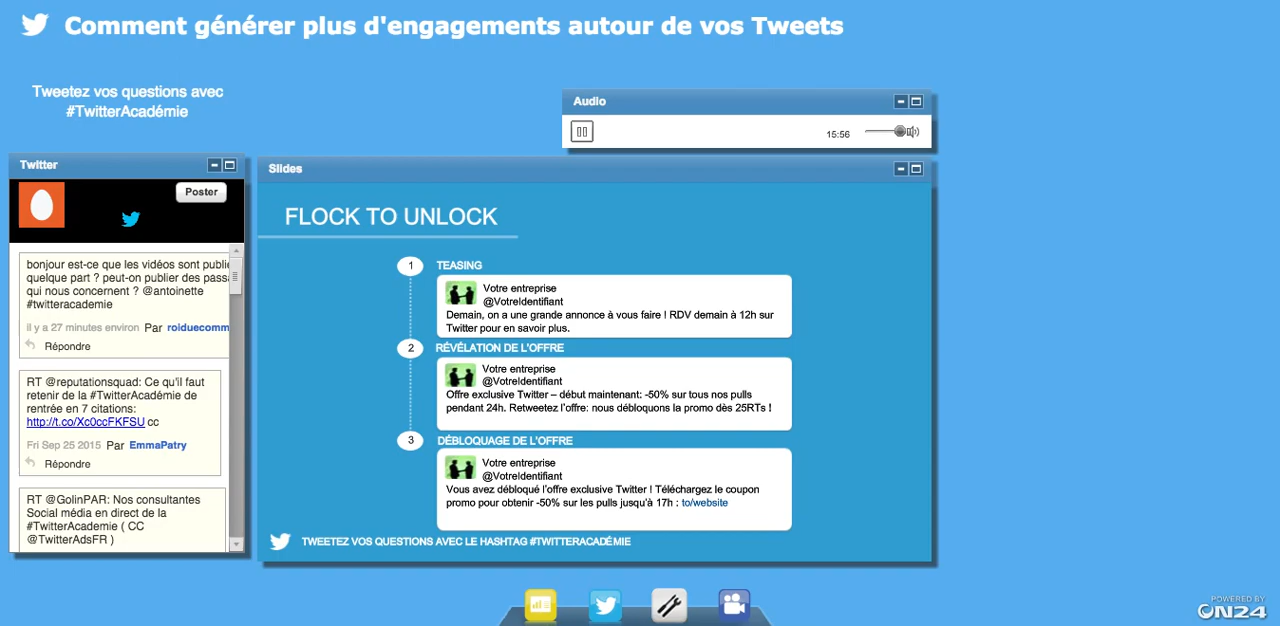 Comment générer plus d'engagements autour de vos Tweets
Tweetez vos questions avec
#TwitterAcadémie
Audio
15:56
Twitter
Poster
bonjour est-ce que les vidéos sont publié
quelque part ? peut-on publier des passa
qui nous concernent ? @antoinette
#twitteracademie
il y a 27 minutes environ Par roiduecomm
Répondre
RT @reputationsquad: Ce qu'il faut
retenir de la #TwitterAcadémie de
rentrée en 7 citations:
http://t.co/Xc0ccFKFSU cc
Fri Sep 25 2015 Par EmmaPatry
Répondre
RT @GolinPAR: Nos consultantes
Social média en direct de la
#TwitterAcademie ( CC
@TwitterAdsFR )
Slides
FLOCK TO UNLOCK
1 TEASING
Votre entreprise
@VotreIdentifiant
Demain, on a une grande annonce à vous faire ! RDV demain à 12h sur
Twitter pour en savoir plus.
2 RÉVÉLATION DE L'OFFRE
Votre entreprise
@VotreIdentifiant
Offre exclusive Twitter – début maintenant: -50% sur tous nos pulls
pendant 24h. Retweetez l'offre: nous débloquons la promo dès 25RTs !
3 DÉBLOQUAGE DE L'OFFRE
Votre entreprise
@VotreIdentifiant
Vous avez débloqué l'offre exclusive Twitter ! Téléchargez le coupon
promo pour obtenir -50% sur les pulls jusqu'à 17h : to/website
TWEETEZ VOS QUESTIONS AVEC LE HASHTAG #TWITTERACADÉMIE
POWERED BY
ON24